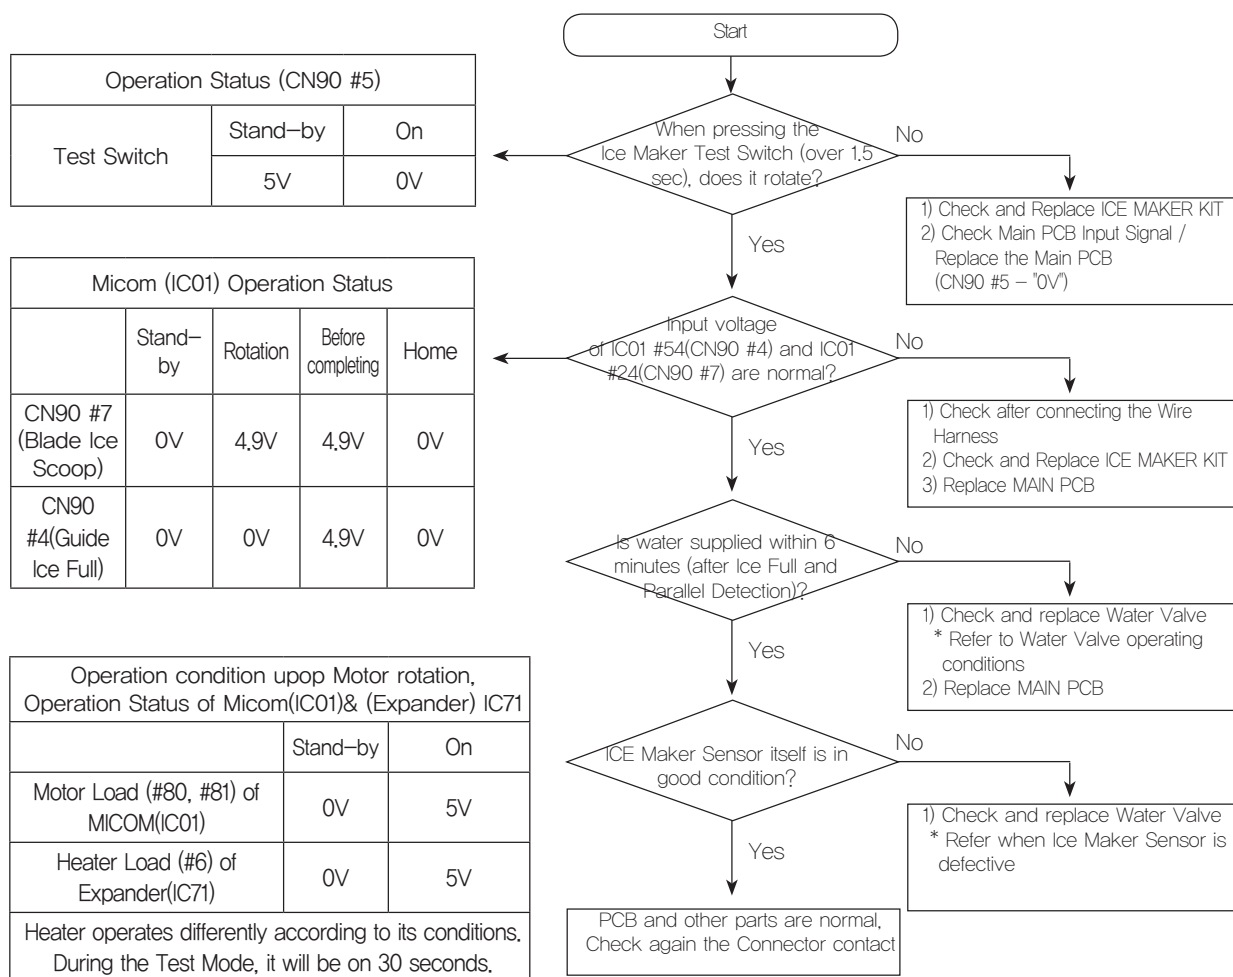 Start
Operation Status (CN90 #5)
Test Switch
Stand-by
On
5V
0V
When pressing the
Ice Maker Test Switch (over 1.5
sec), does it rotate?
No
1) Check and Replace ICE MAKER KIT
2) Check Main PCB Input Signal /
Replace the Main PCB
(CN90 #5 - "0V")
Yes
Micom (IC01) Operation Status
Stand-
by
Rotation
Before
completing
Home
CN90 #7
(Blade Ice
Scoop)
0V
4.9V
4.9V
0V
CN90
#4(Guide
Ice Full)
0V
0V
4.9V
0V
Input voltage
of IC01 #54(CN90 #4) and IC01
#24(CN90 #7) are normal?
No
1) Check after connecting the Wire
Harness
2) Check and Replace ICE MAKER KIT
3) Replace MAIN PCB
Yes
Is water supplied within 6
minutes (after Ice Full and
Parallel Detection)?
No
1) Check and replace Water Valve
* Refer to Water Valve operating
conditions
2) Replace MAIN PCB
Yes
Operation condition upop Motor rotation,
Operation Status of Micom(IC01)& (Expander) IC71
Stand-by
On
Motor Load (#80, #81) of
MICOM(IC01)
0V
5V
Heater Load (#6) of
Expander(IC71)
0V
5V
Heater operates differently according to its conditions.
During the Test Mode, it will be on 30 seconds.
ICE Maker Sensor itself is in
good condition?
No
1) Check and replace Water Valve
* Refer when Ice Maker Sensor is
defective
Yes
PCB and other parts are normal,
Check again the Connector contact